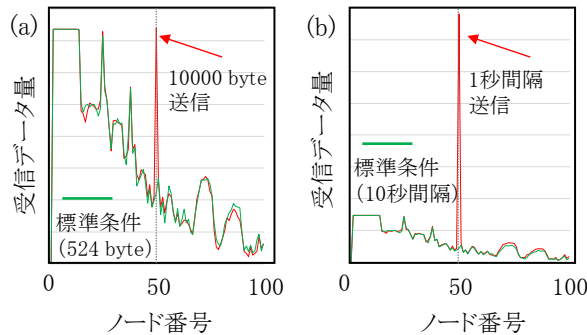 (a)
受信データ量
10000 byte
送信
標準条件
(524 byte)
0
50
100
ノード番号
(b)
受信データ量
1秒間隔
送信
標準条件
(10秒間隔)
0
50
100
ノード番号